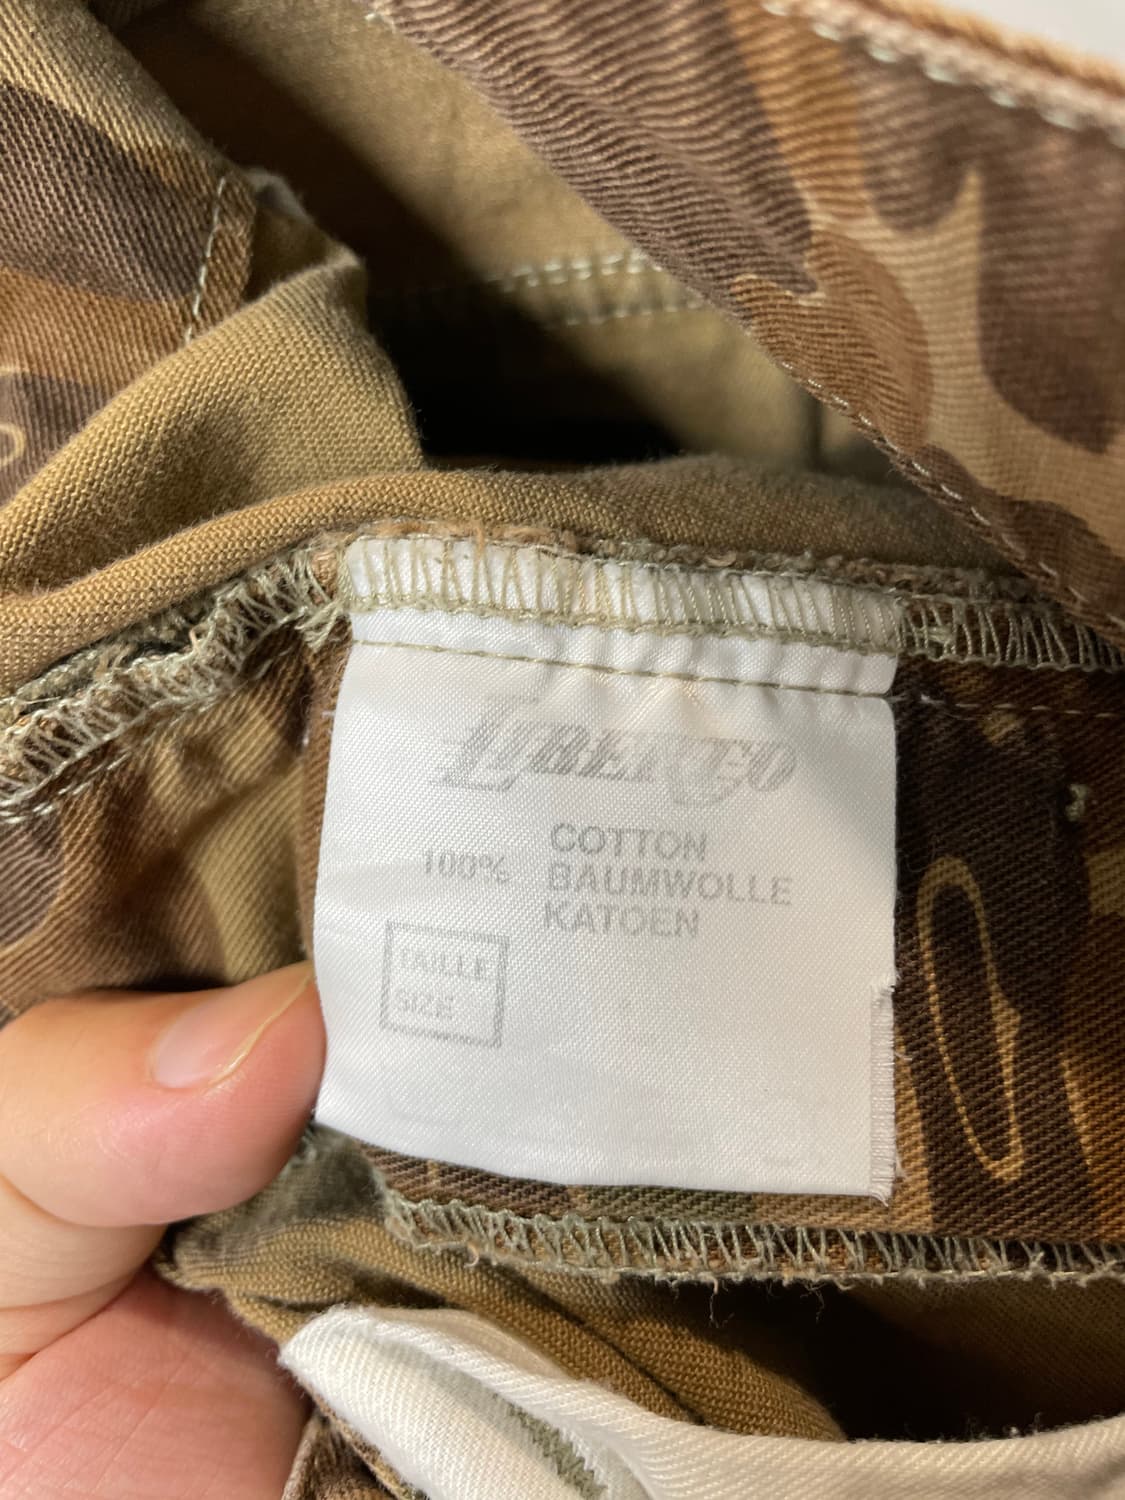 COTTON
100% BAUMWOLLE
KATOEN
TAILLE
SIZE